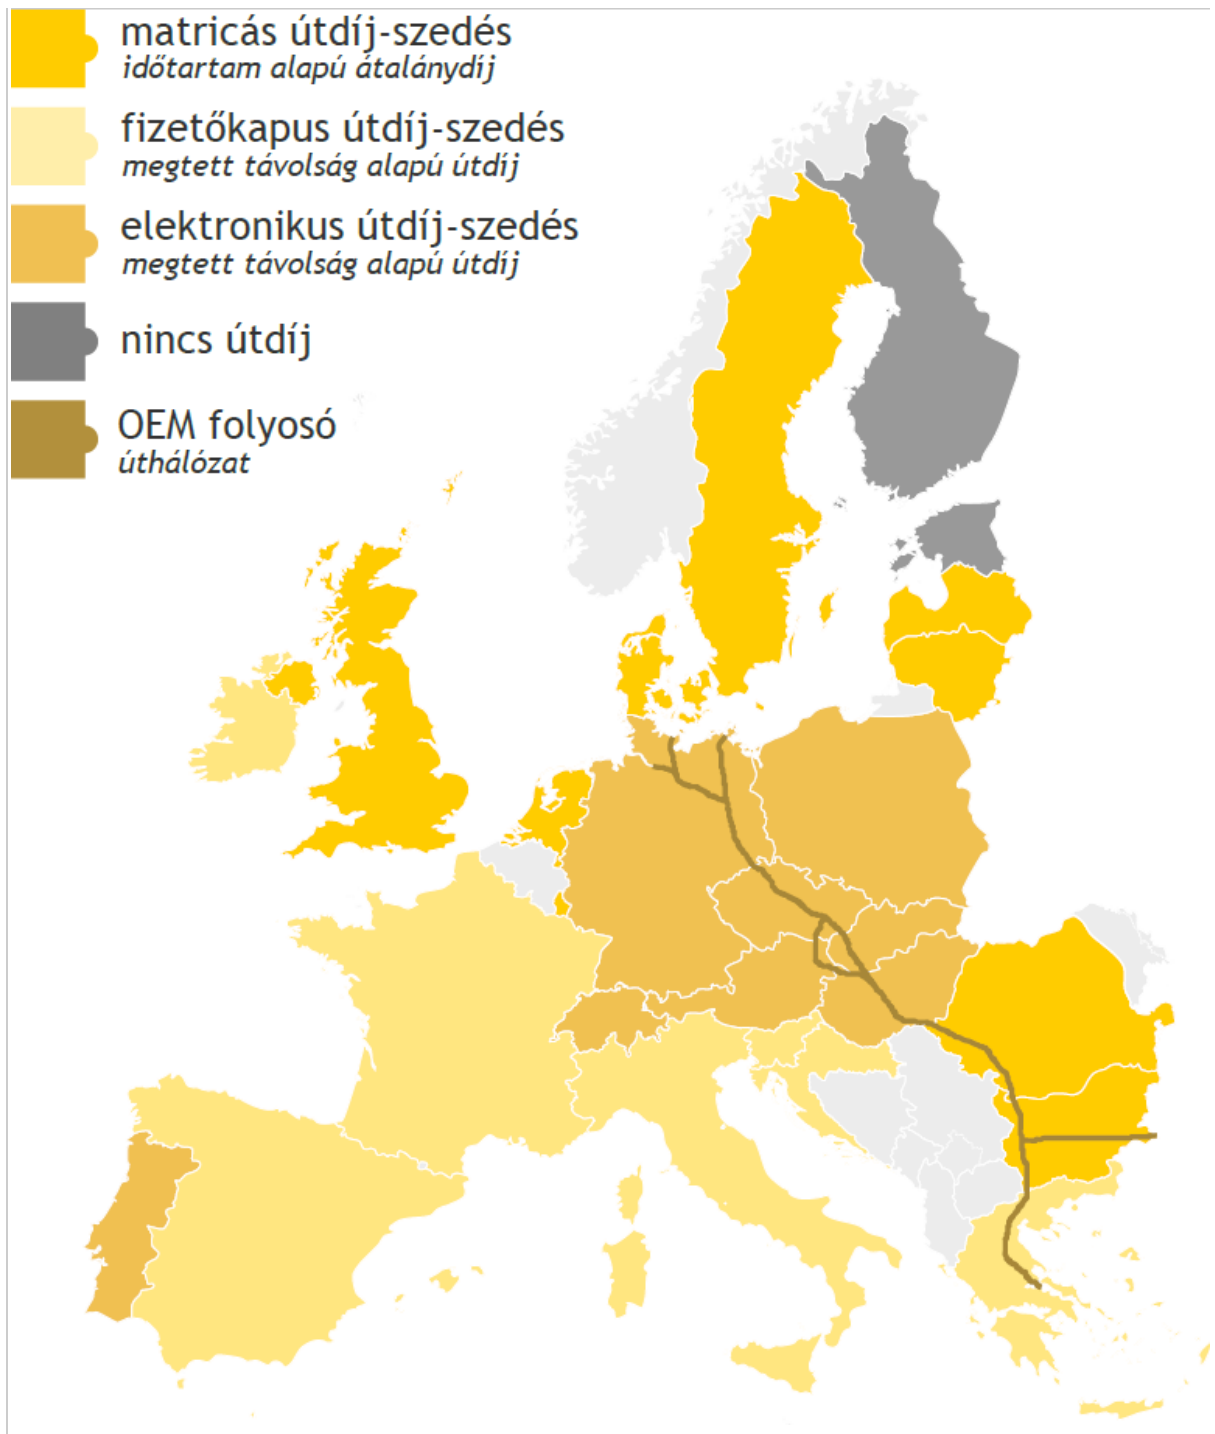 matricás útdíj-szedés
időtartam alapú átalánydíj
fizetőkapus útdíj-szedés
megtett távolság alapú útdíj
elektronikus útdíj-szedés
megtett távolság alapú útdíj
nincs útdíj
OEM folyosó
úthálózat